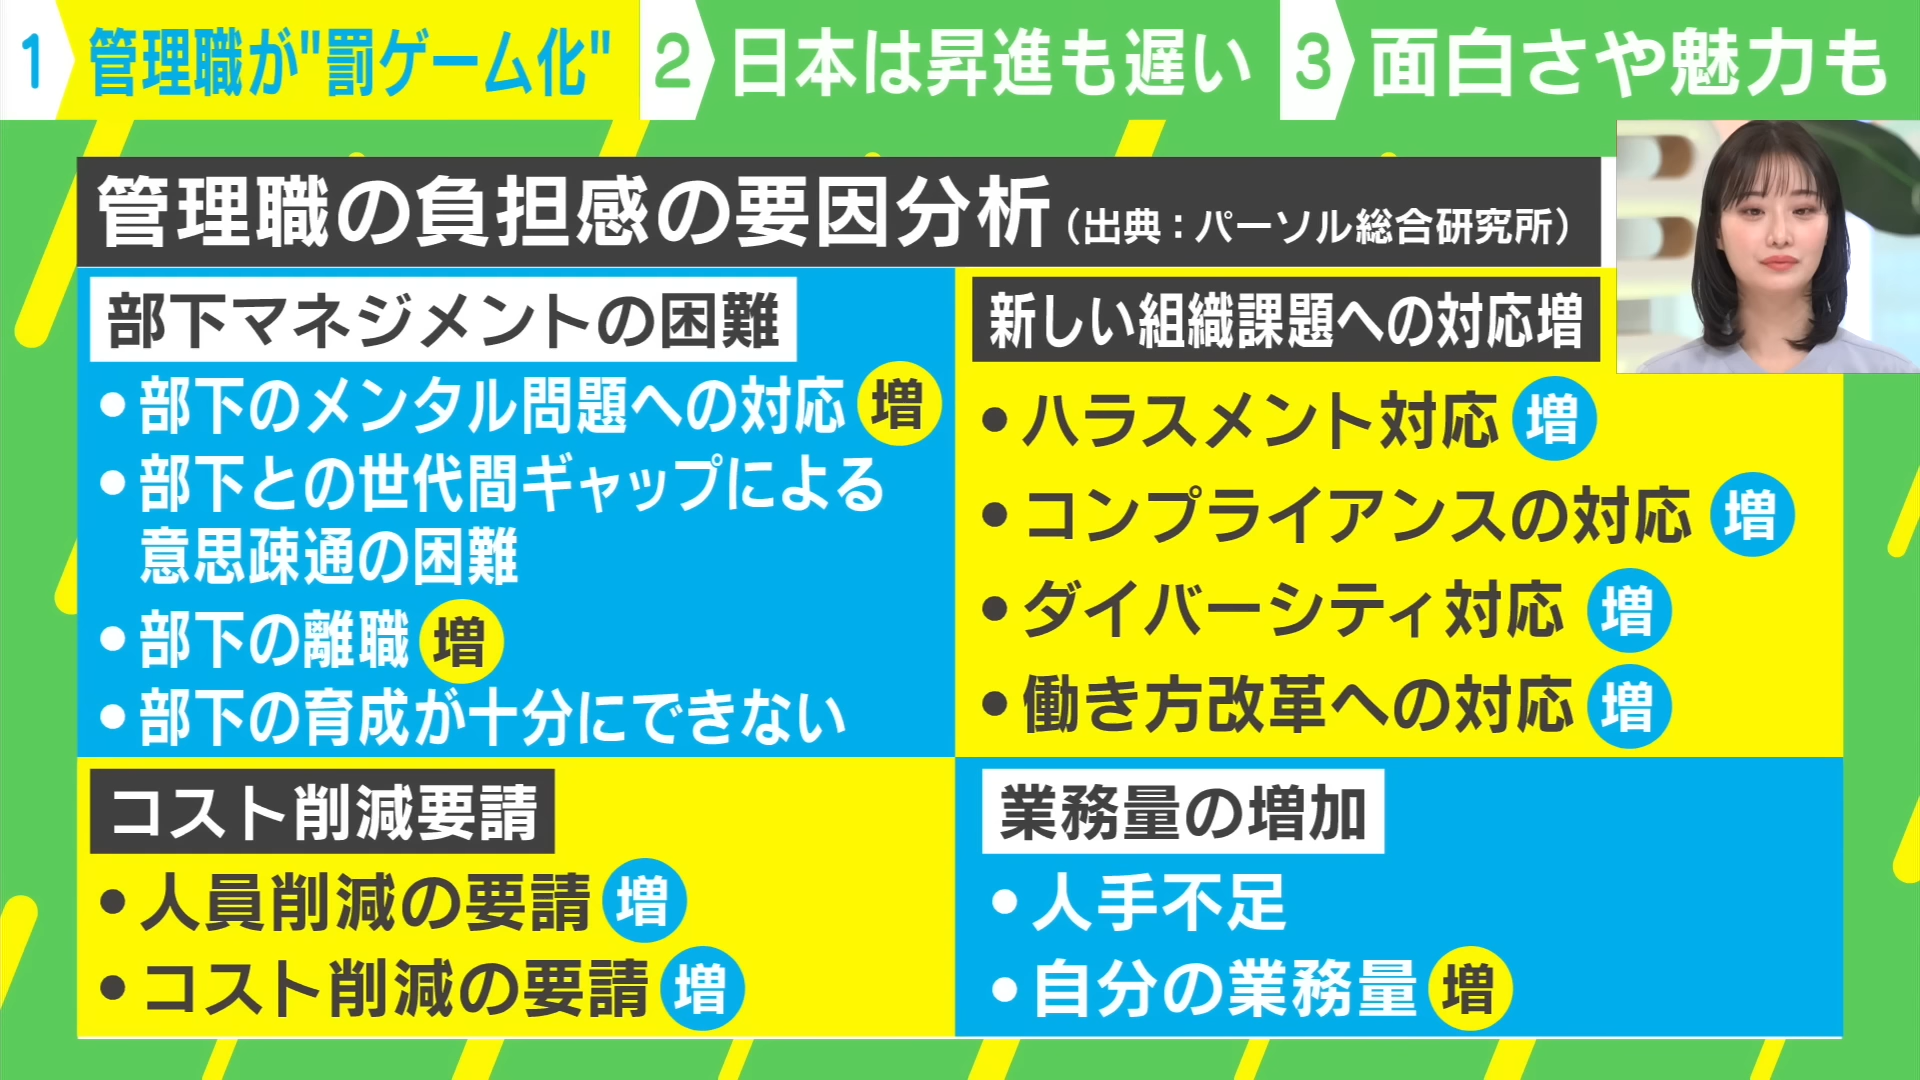 1 管理職が"罰ゲーム化"
2 日本は昇進も遅い
3 面白さや魅力も
管理職の負担感の要因分析（出典：パーソル総合研究所）
部下マネジメントの困難
•部下のメンタル問題への対応 増
•部下との世代間ギャップによる
意思疎通の困難
•部下の離職 増
•部下の育成が十分にできない
新しい組織課題への対応増
•ハラスメント対応 増
•コンプライアンスの対応 増
•ダイバーシティ対応 増
•働き方改革への対応 増
コスト削減要請
•人員削減の要請 増
•コスト削減の要請 増
業務量の増加
•人手不足
•自分の業務量 増